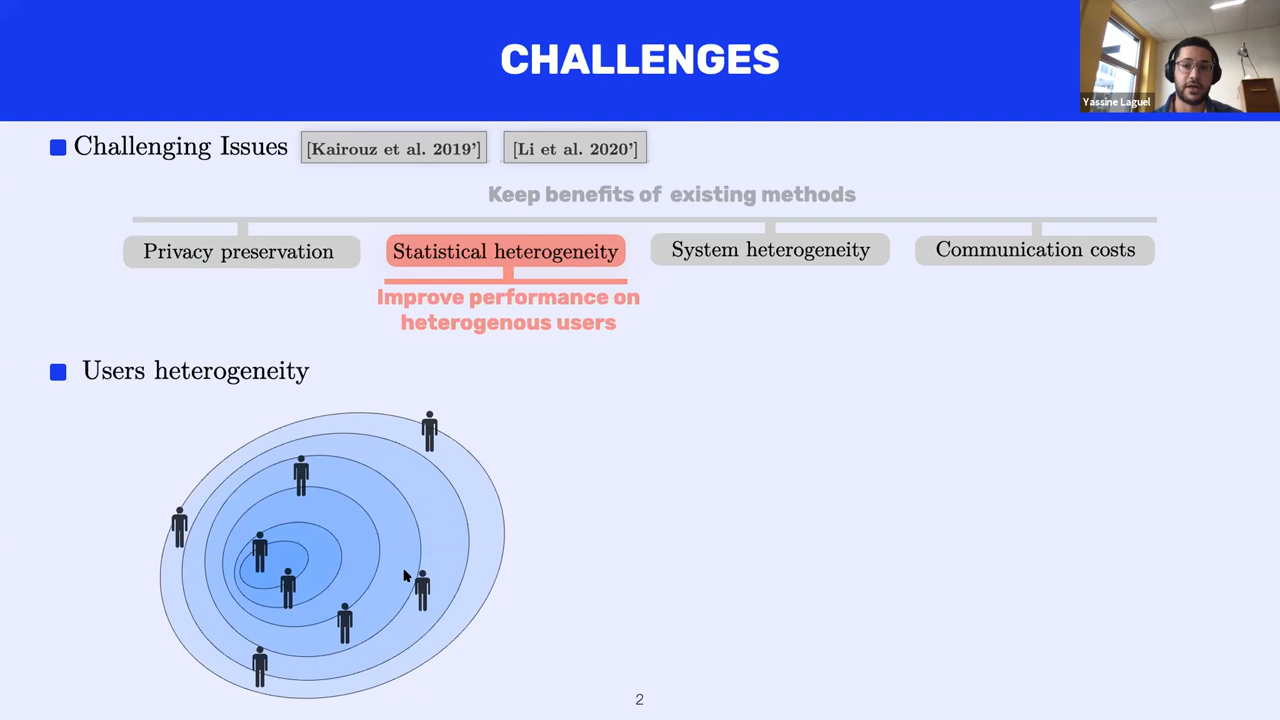 CHALLENGES
Yassine Laguel
Challenging Issues [Kairouz et al. 2019'] [Li et al. 2020']
Keep benefits of existing methods
Privacy preservation Statistical heterogeneity System heterogeneity Communication costs
Improve performance on
heterogenous users
Users heterogeneity
2